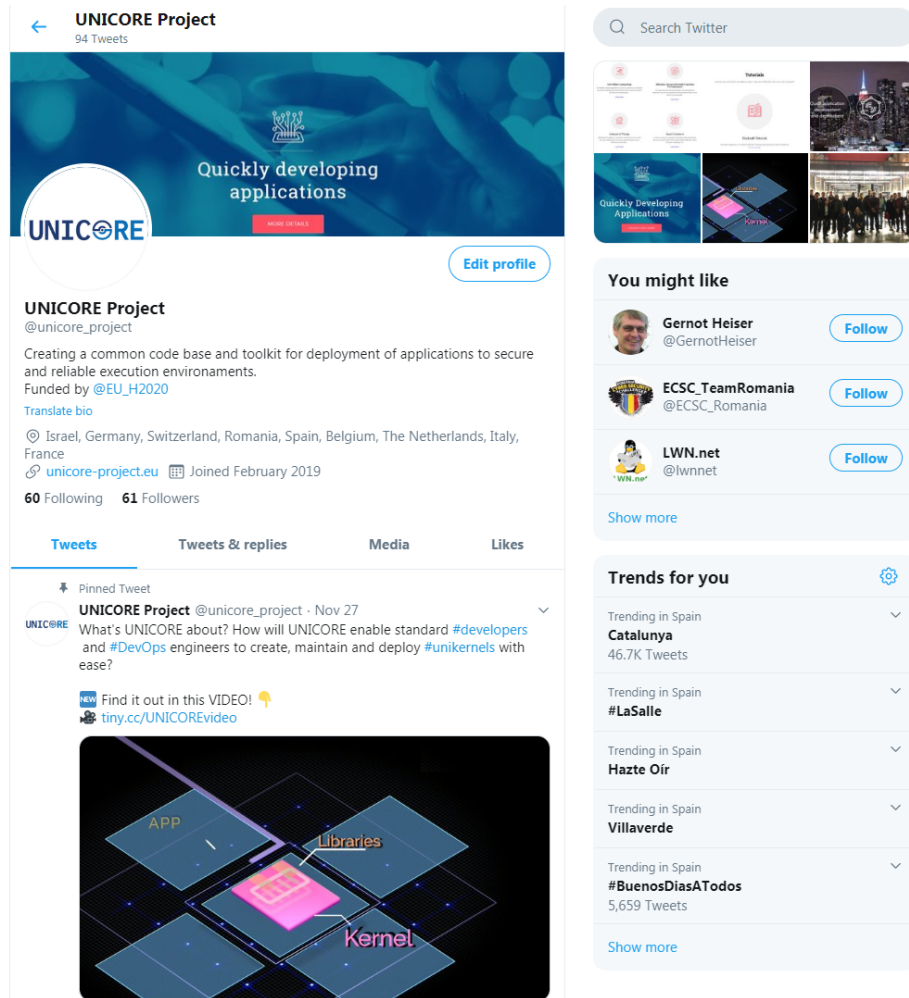 UNICORE Project
94 Tweets
Quickly developing
applications
MORE DETAILS
UNICORE
Edit profile
UNICORE Project
@unicore_project
Creating a common code base and toolkit for deployment of applications to secure
and reliable execution environaments.
Funded by @EU_H2020
Translate bio
Israel, Germany, Switzerland, Romania, Spain, Belgium, The Netherlands, Italy,
France
unicore-project.eu Joined February 2019
60 Following 61 Followers
Tweets Tweets & replies Media Likes
Pinned Tweet
UNICORE Project @unicore_project · Nov 27
UNICORE
What's UNICORE about? How will UNICORE enable standard #developers
and #DevOps engineers to create, maintain and deploy #unikernels with
ease?
NEW Find it out in this VIDEO!
tiny.cc/UNICOREvideo
APP
Libraries
Kernel
Search Twitter
Tutorials
Quickly Developing
Applications
Kernel
You might like
Gernot Heiser
@GernotHeiser
Follow
ECSC_TeamRomania
@ECSC_Romania
Follow
LWN.net
@lwnnet
Follow
Show more
Trends for you
Trending in Spain
Catalunya
46.7K Tweets
Trending in Spain
#LaSalle
Trending in Spain
Hazte Oír
Trending in Spain
Villaverde
Trending in Spain
#BuenosDiasATodos
5,659 Tweets
Show more